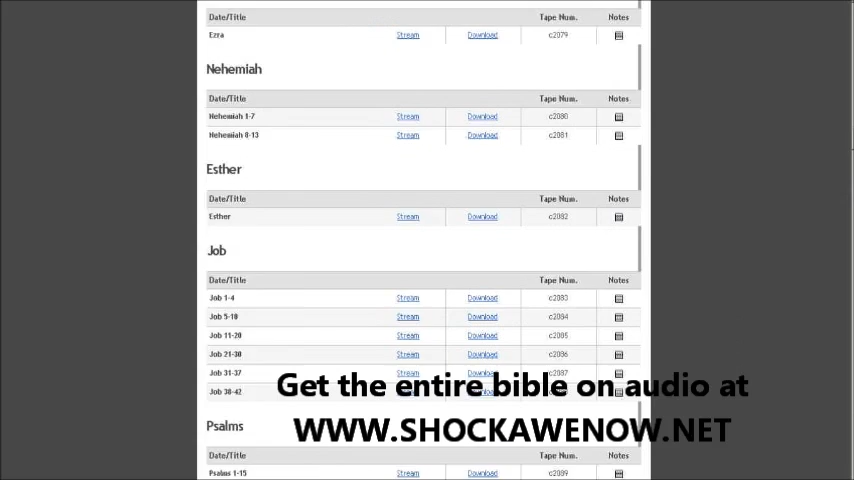 Date/Title Tape Num. Notes
Ezra Stream Download c2079
Nehemiah
Date/Title Tape Num. Notes
Nehemiah 1-7 Stream Download c2080
Nehemiah 8-13 Stream Download c2081
Esther
Date/Title Tape Num. Notes
Esther Stream Download c2082
Job
Date/Title Tape Num. Notes
Job 1-4 Stream Download c2083
Job 5-10 Stream Download c2084
Job 11-20 Stream Download c2085
Job 21-30 Stream Download c2086
Job 31-37 c2087
Get the entire bible on audio at
Job 38-42
Psalms
WWW.SHOCKAWENOW.NET
Date/Title Tape Num. Notes
Psalms 1-15 Stream Download c2089